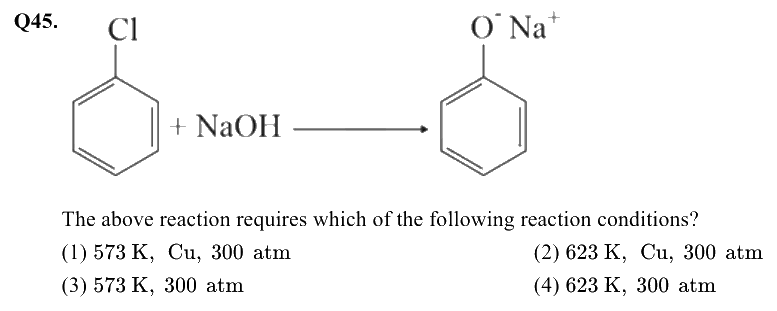 Q45.
Cl
O⁻ Na⁺
+ NaOH
The above reaction requires which of the following reaction conditions?
(1) 573 K, Cu, 300 atm
(2) 623 K, Cu, 300 atm
(3) 573 K, 300 atm
(4) 623 K, 300 atm